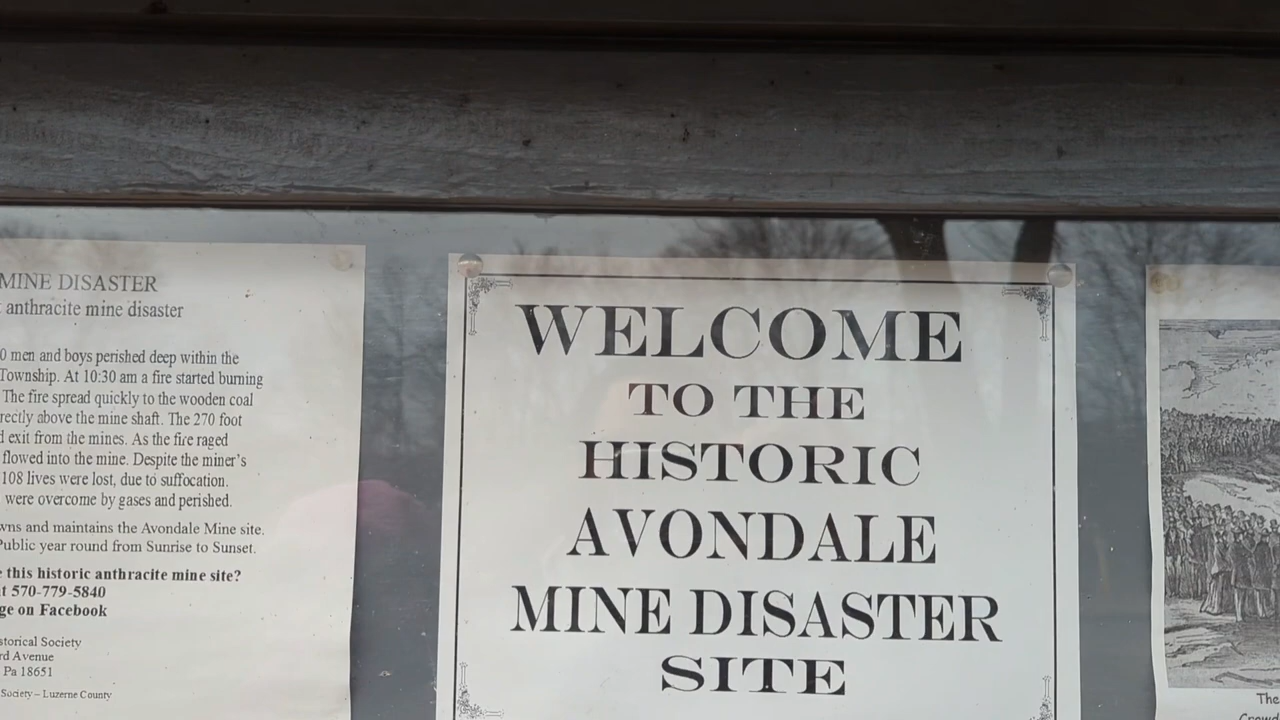 MINE DISASTER
anthracite mine disaster
0 men and boys perished deep within the
Township. At 10:30 am a fire started burning
The fire spread quickly to the wooden coal
rectly above the mine shaft. The 270 foot
d exit from the mines. As the fire raged
flowed into the mine. Despite the miner's
108 lives were lost, due to suffocation.
were overcome by gases and perished.
wns and maintains the Avondale Mine site.
Public year round from Sunrise to Sunset.
this historic anthracite mine site?
t 570-779-5840
ge on Facebook
storical Society
rd Avenue
Pa 18651
Society – Luzerne County
WELCOME
TO THE
HISTORIC
AVONDALE
MINE DISASTER
SITE
The
Crowd